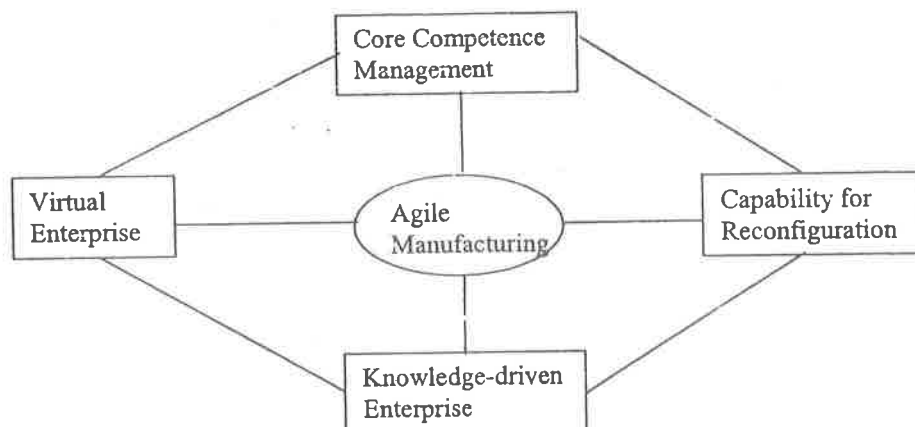 Core Competence
Management
Virtual
Enterprise
Agile
Manufacturing
Capability for
Reconfiguration
Knowledge-driven
Enterprise